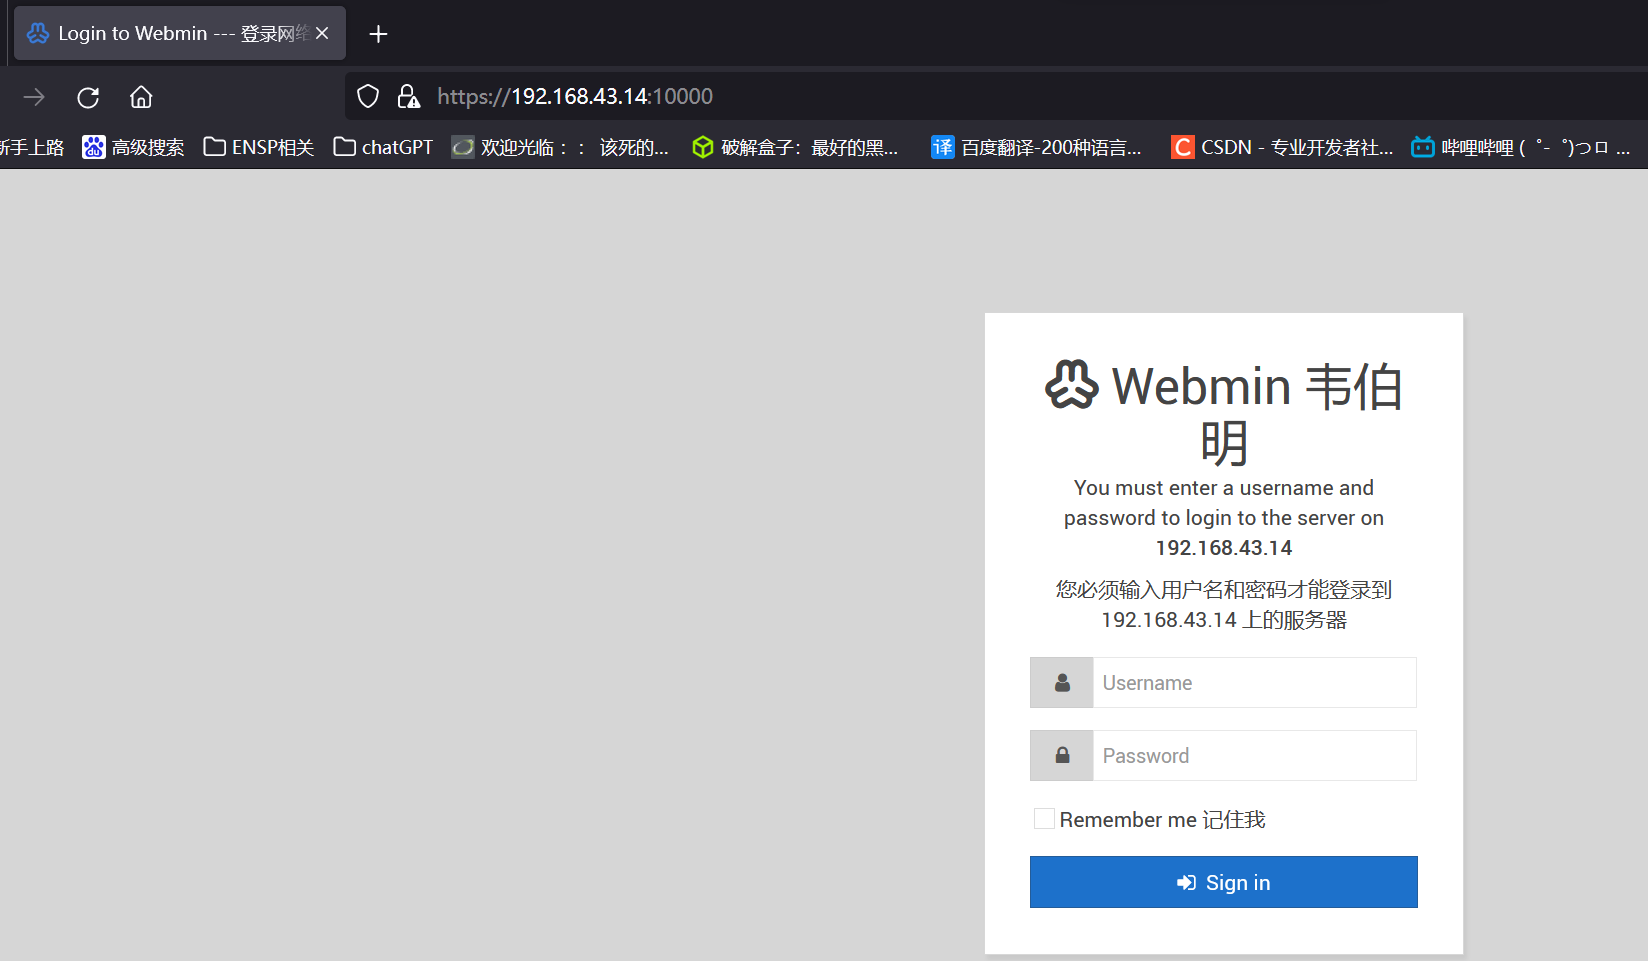 Login to Webmin --- 登录网络
https://192.168.43.14:10000
新手上路 高级搜索 ENSP相关 chatGPT 欢迎光临：： 该死的... 破解盒子：最好的黑... 译 百度翻译-200种语言... CSDN - 专业开发者社... 哔哩哔哩 (゜-゜)つロ ...
Webmin 韦伯
明
You must enter a username and
password to login to the server on
192.168.43.14
您必须输入用户名和密码才能登录到
192.168.43.14 上的服务器
Username
Password
Remember me 记住我
Sign in